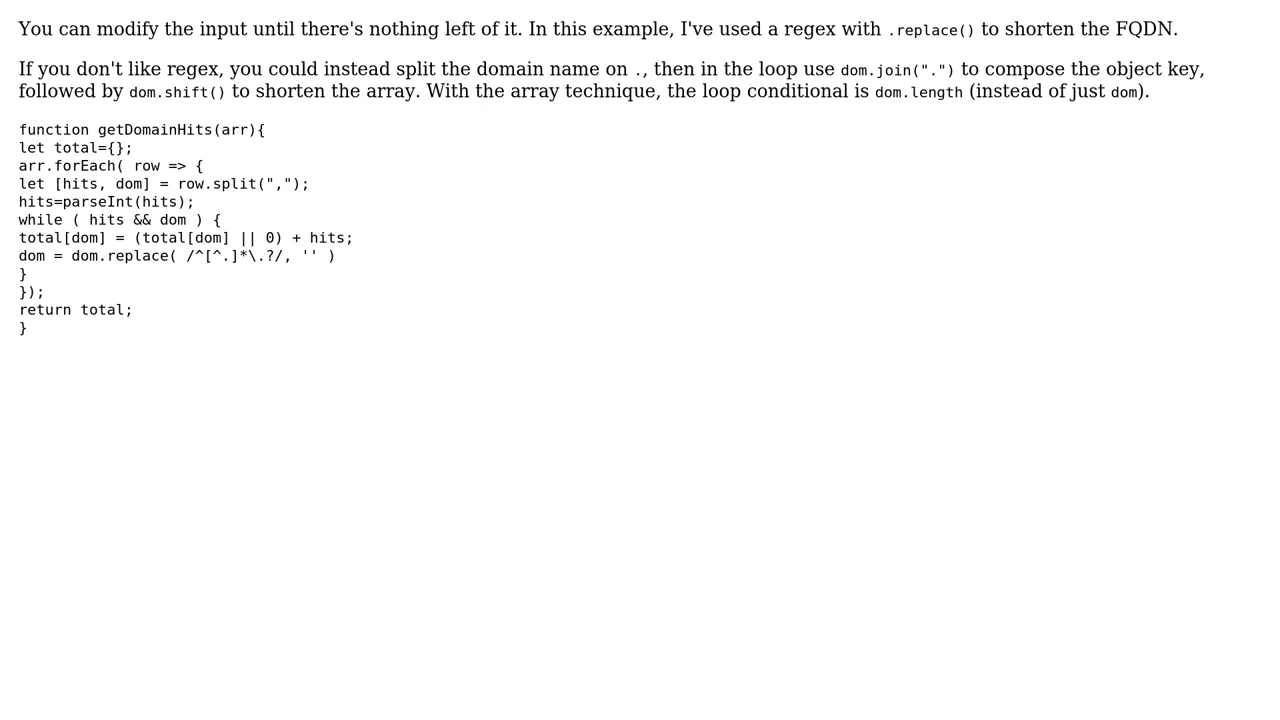 You can modify the input until there's nothing left of it. In this example, I've used a regex with .replace() to shorten the FQDN.
If you don't like regex, you could instead split the domain name on ., then in the loop use dom.join(".") to compose the object key,
followed by dom.shift() to shorten the array. With the array technique, the loop conditional is dom.length (instead of just dom).
function getDomainHits(arr){
let total={};
arr.forEach( row => {
let [hits, dom] = row.split(",");
hits=parseInt(hits);
while ( hits && dom ) {
total[dom] = (total[dom] || 0) + hits;
dom = dom.replace( /^[^.]*\.?/, '' )
}
});
return total;
}